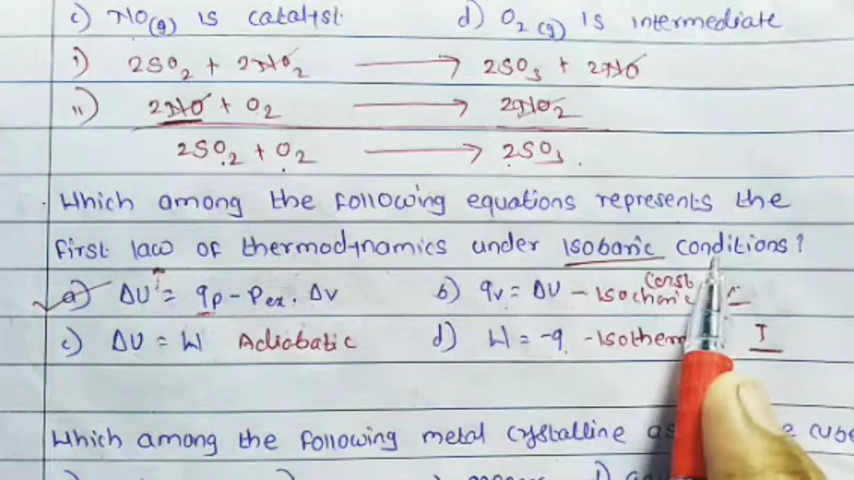 c) NO(g) is catalyst d) O2 (g) is intermediate
i) 2SO2 + 2NO2 → 2SO3 + 2NO
ii) 2NO + O2 → 2NO2
2SO2 + O2 → 2SO3.
Which among the following equations represents the
first law of thermodynamics under isobaric conditions?
a) ΔU = qp - Pex. ΔV b) qv = ΔU - Isochoric const
c) ΔU = W Adiabatic d) W = -q - I
Which among the following metal crystalline cube